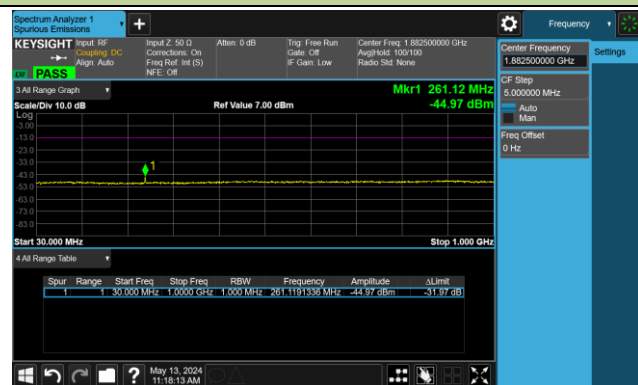 Spectrum Analyzer 1
Spurious Emissions
Frequency
KEYSIGHT
Input: RF
Coupling: DC
Align: Auto
Input Z: 50 Ω
Corrections: On
Freq Ref: Int (S)
NFE: Off
Atten: 0 dB
Trig: Free Run
Gate: Off
IF Gain: Low
Center Freq: 1.882500000 GHz
Avg|Hold: 100/100
Radio Std: None
PASS
Center Frequency
1.882500000 GHz
Settings
CF Step
5.000000 MHz
Auto
Man
Freq Offset
0 Hz
3 All Range Graph
Mkr1 261.12 MHz
Scale/Div 10.0 dB
Ref Value 7.00 dBm
-44.97 dBm
Log
-3.00
-13.0
-23.0
-33.0
-43.0
-53.0
-63.0
-73.0
-83.0
1
Start 30.000 MHz
Stop 1.000 GHz
4 All Range Table
Spur Range Start Freq Stop Freq RBW Frequency Amplitude ΔLimit
1 1 30.000 MHz 1.0000 GHz 1.000 MHz 261.1191336 MHz -44.97 dBm -31.97 dB
?
May 13, 2024
11:18:13 AM